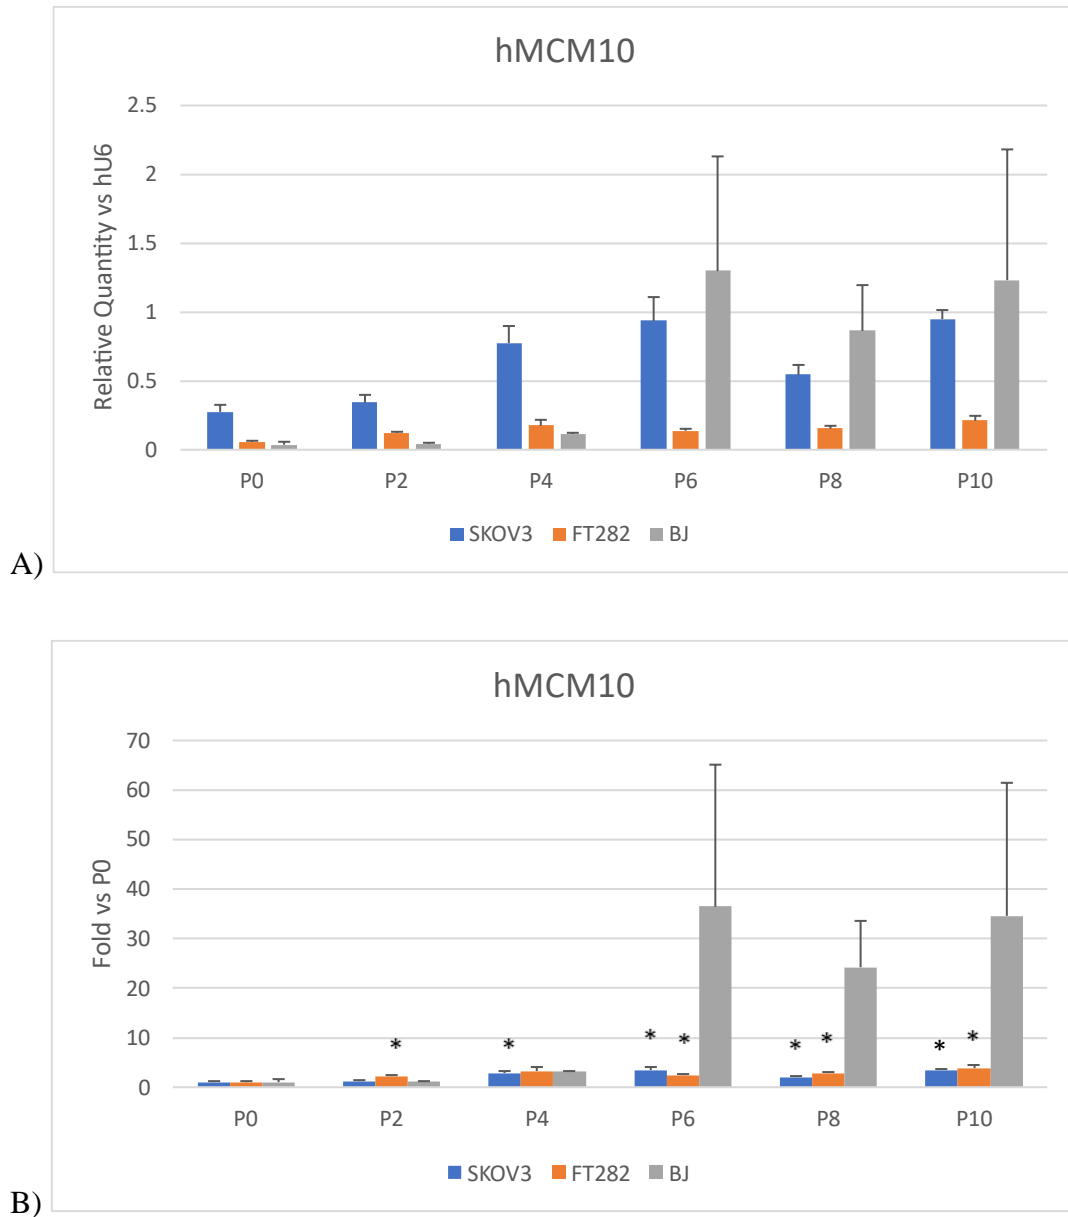 hMCM10
2.5
2
1.5
1
0.5
0
Relative Quantity vs hU6
P0 P2 P4 P6 P8 P10
SKOV3 FT282 BJ
A)
hMCM10
70
60
50
40
30
20
10
0
Fold vs P0
* * * * * * * *
P0 P2 P4 P6 P8 P10
SKOV3 FT282 BJ
B)